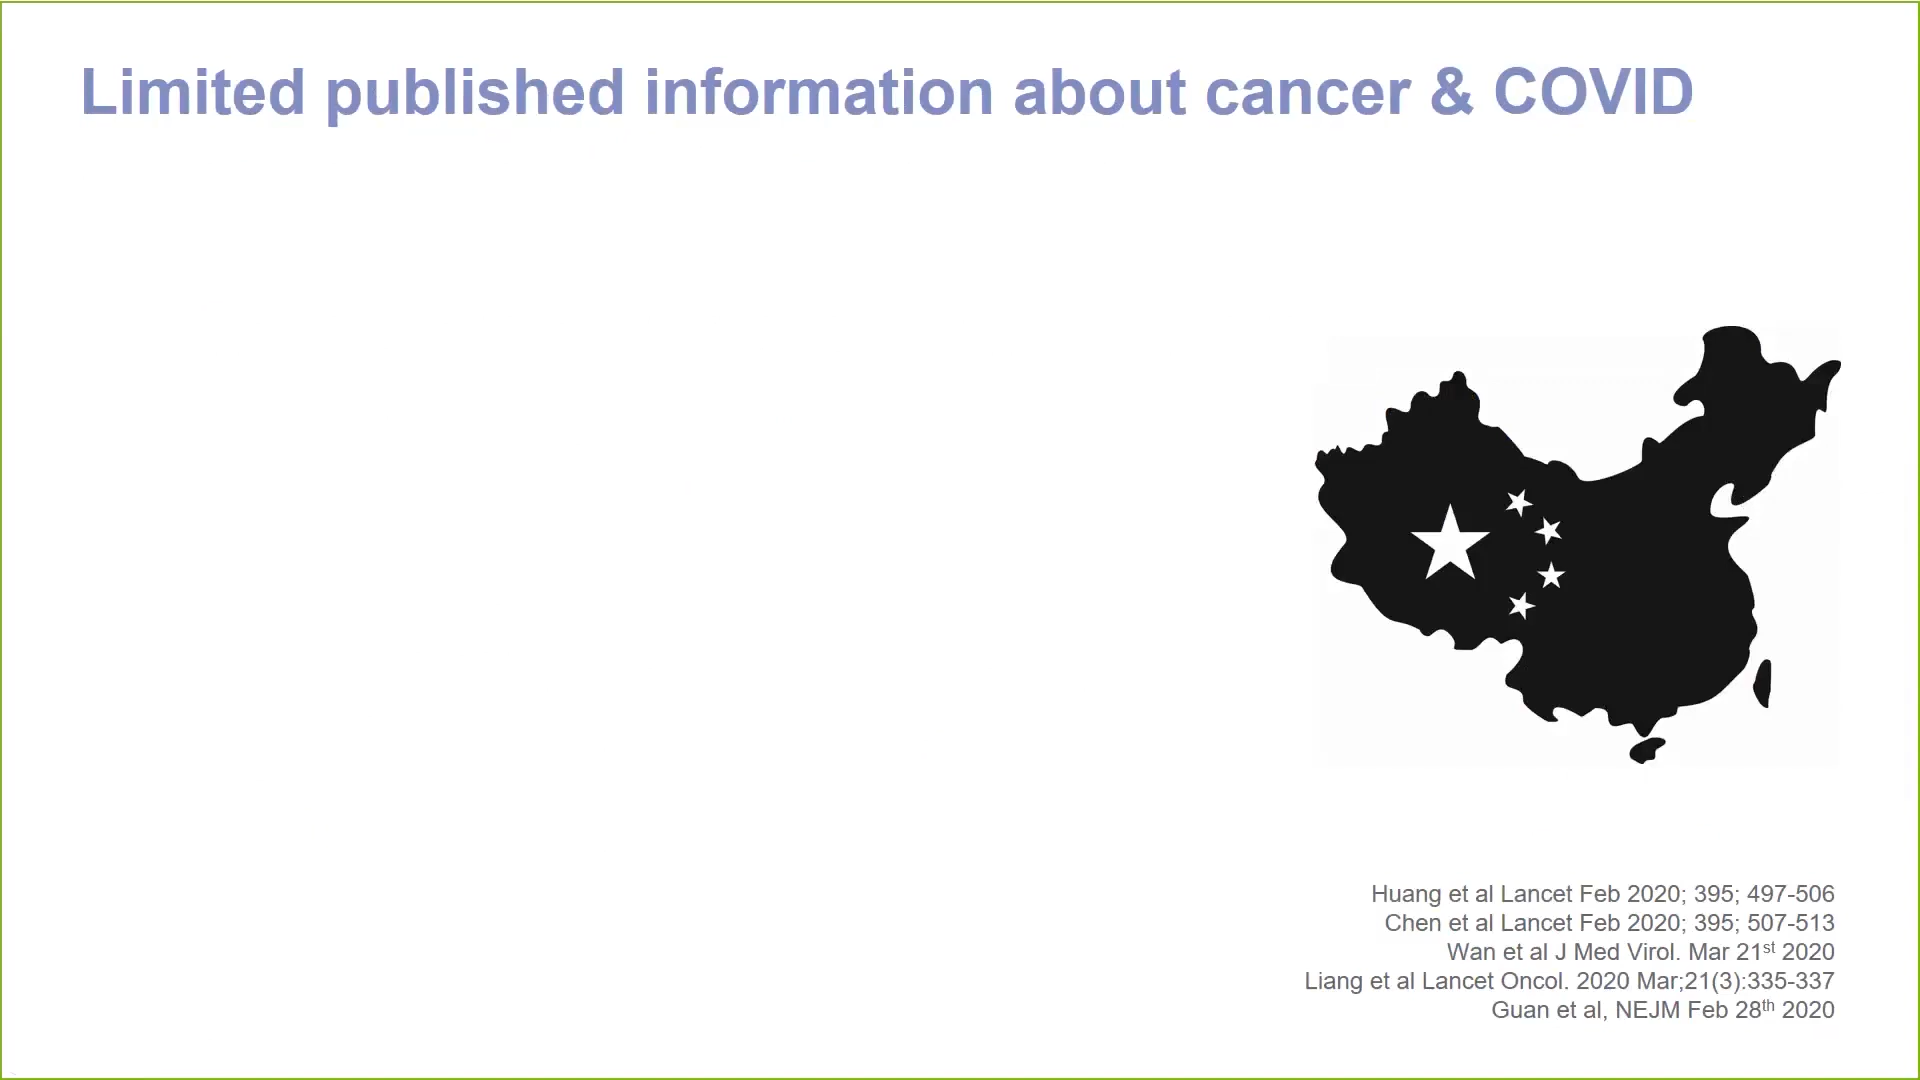 Limited published information about cancer & COVID
Huang et al Lancet Feb 2020; 395; 497-506
Chen et al Lancet Feb 2020; 395; 507-513
Wan et al J Med Virol. Mar 21st 2020
Liang et al Lancet Oncol. 2020 Mar;21(3):335-337
Guan et al, NEJM Feb 28th 2020